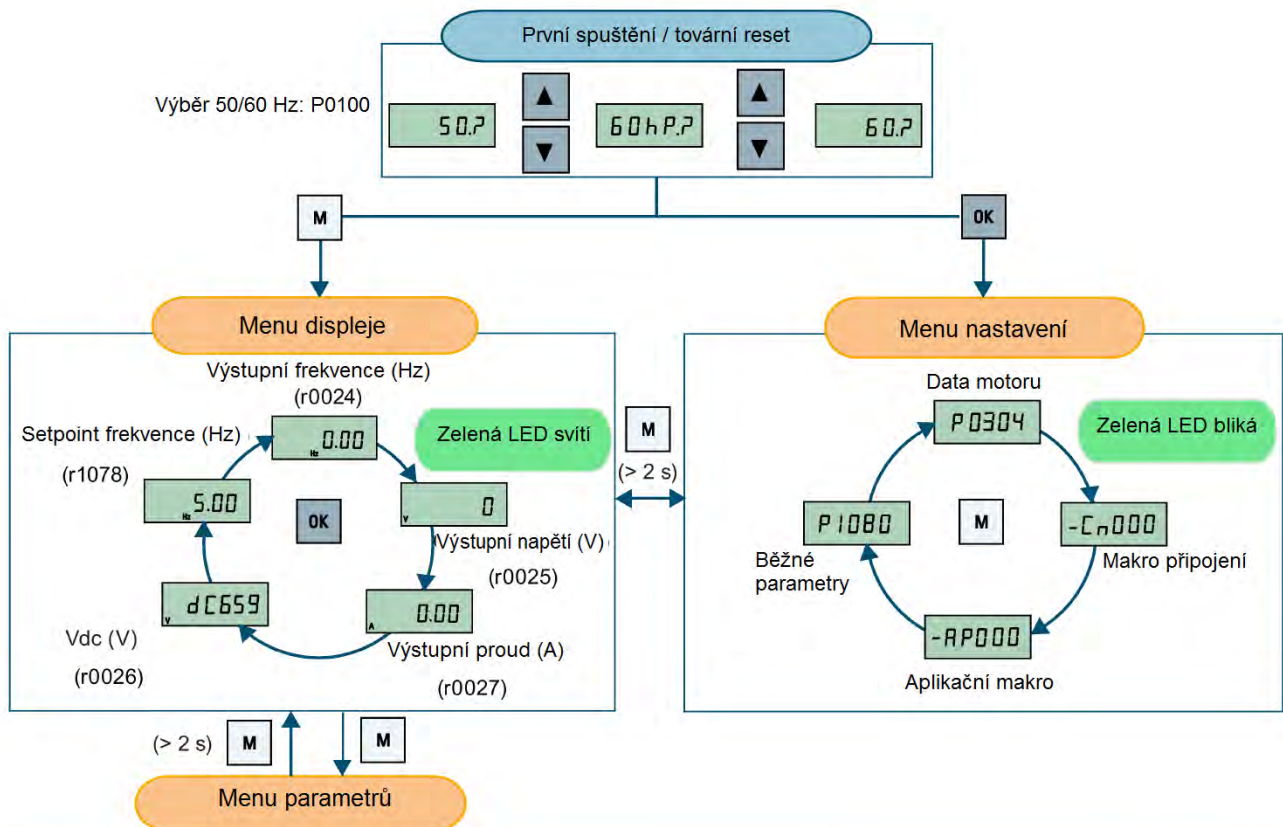 První spuštění / tovární reset
Výběr 50/60 Hz: P0100
50.?
▲
▼
60hP.?
▲
▼
60.?
M
OK
Menu displeje
Výstupní frekvence (Hz)
(r0024)
Hz 0.00
Zelená LED svítí
Setpoint frekvence (Hz)
(r1078)
Hz 5.00
OK
V 0
Výstupní napětí (V)
(r0025)
V dC659
A 0.00
Vdc (V)
(r0026)
Výstupní proud (A)
(r0027)
M
(> 2 s)
Menu nastavení
Data motoru
P0304
Zelená LED bliká
P1080
M
-Cn000
Běžné
parametry
Makro připojení
-AP000
Aplikační makro
(> 2 s)
M
M
Menu parametrů